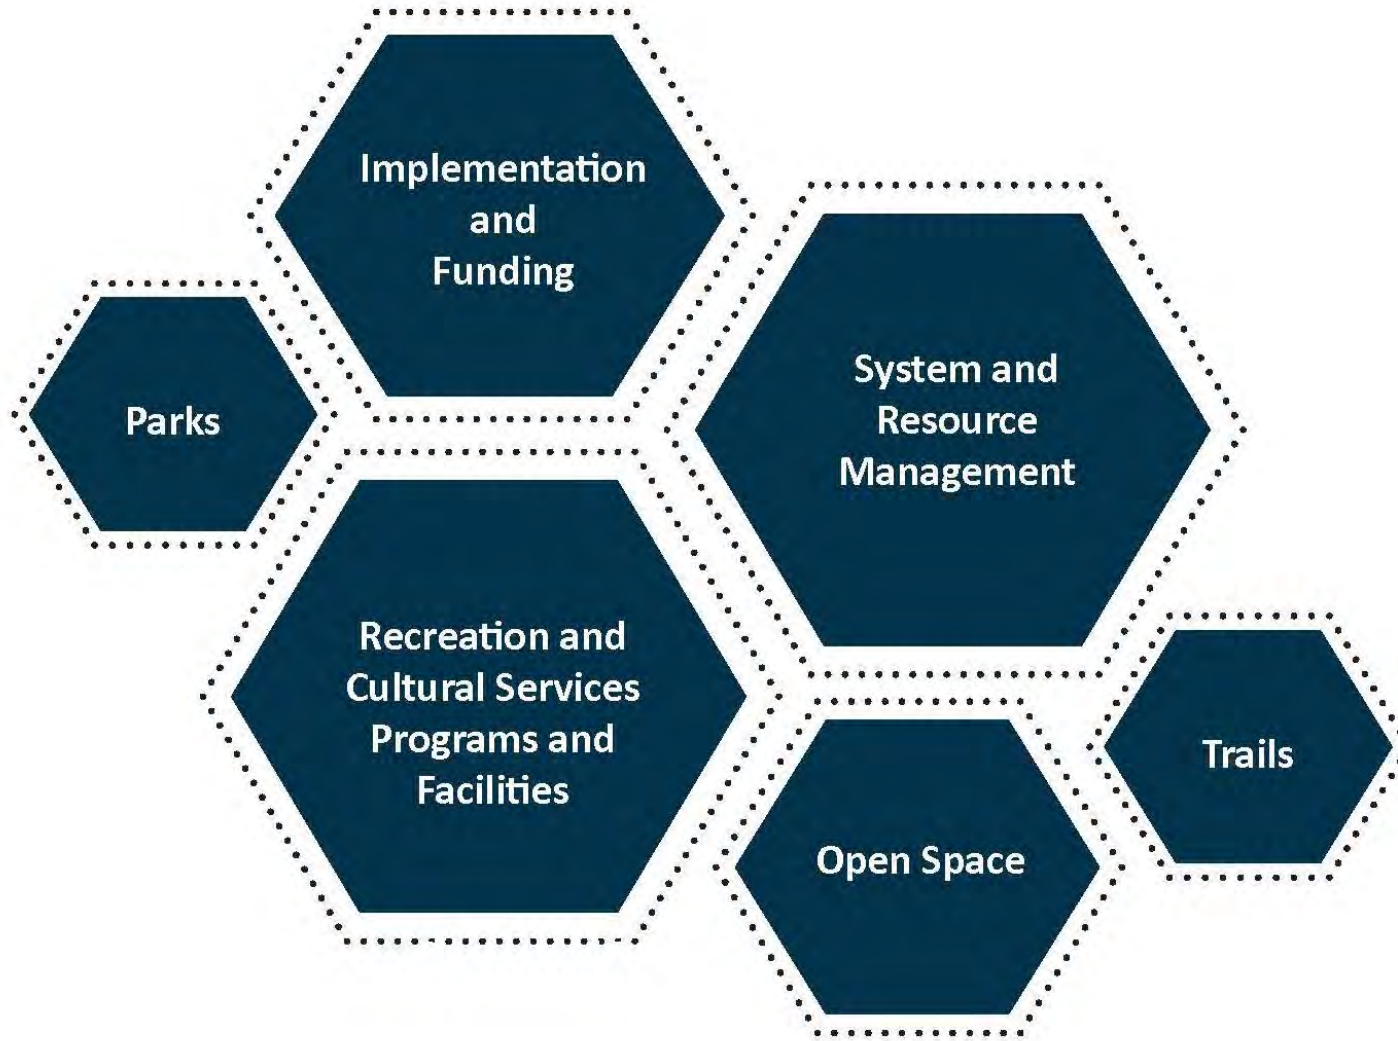 Implementation
and
Funding
Parks
System and
Resource
Management
Recreation and
Cultural Services
Programs and
Facilities
Trails
Open Space